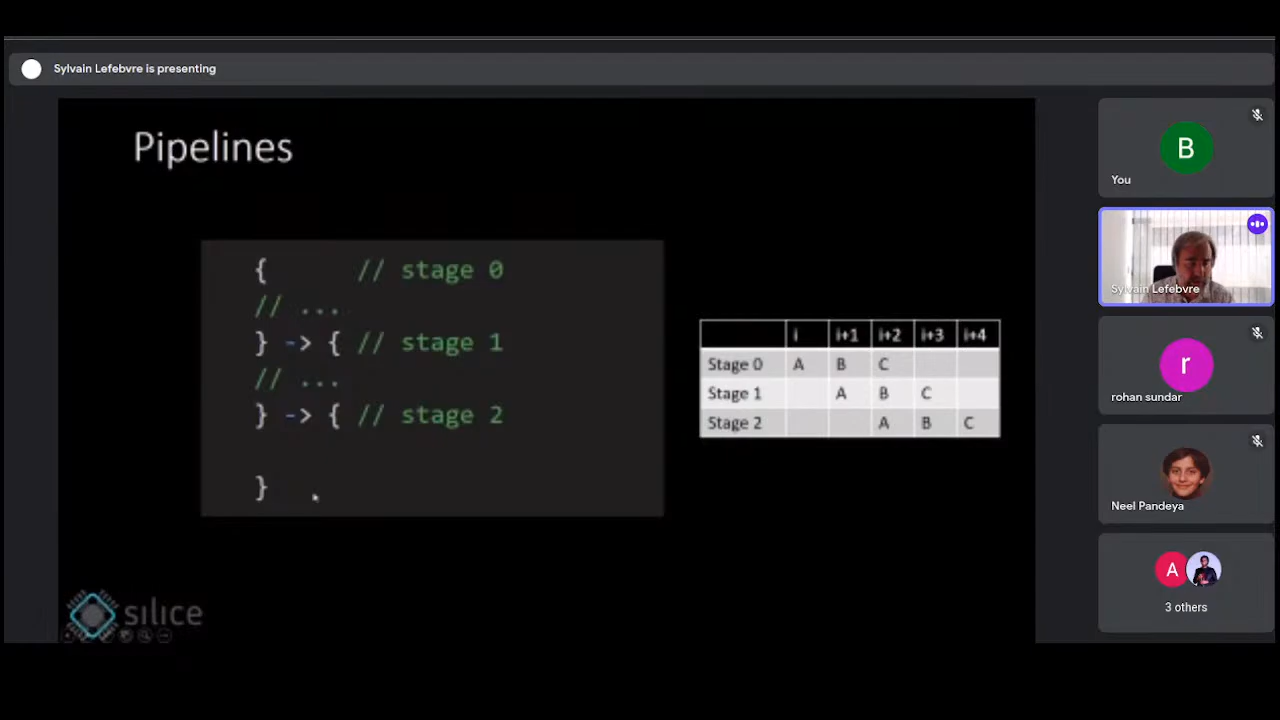 Sylvain Lefebvre is presenting
Pipelines
{ // stage 0
// ...
} -> { // stage 1
// ...
} -> { // stage 2
}
i i+1 i+2 i+3 i+4
Stage 0 A B C
Stage 1 A B C
Stage 2 A B C
silice
B
You
Sylvain Lefebvre
r
rohan sundar
Neel Pandeya
A
3 others